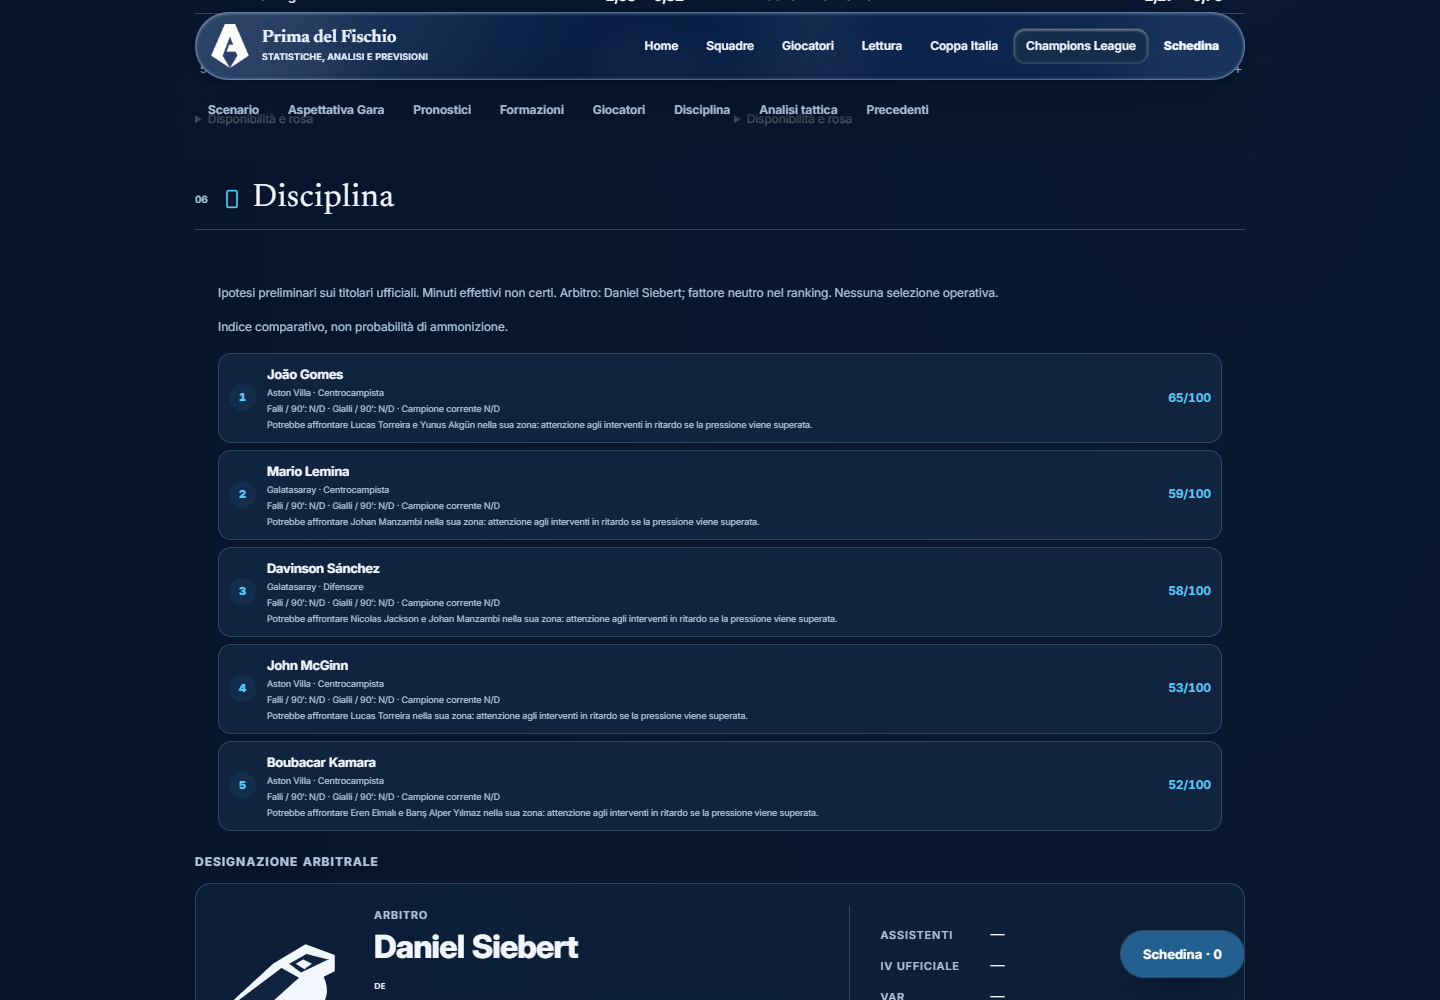 Prima del Fischio
STATISTICHE, ANALISI E PREVISIONI
Home Squadre Giocatori Lettura Coppa Italia Champions League Schedina
Scenario Aspettativa Gara Pronostici Formazioni Giocatori Disciplina Analisi tattica Precedenti
Disponibilità e rosa Disponibilità e rosa
06 Disciplina
Ipotesi preliminari sui titolari ufficiali. Minuti effettivi non certi. Arbitro: Daniel Siebert; fattore neutro nel ranking. Nessuna selezione operativa.
Indice comparativo, non probabilità di ammonizione.
1 João Gomes 65/100
Aston Villa · Centrocampista
Falli / 90': N/D · Gialli / 90': N/D · Campione corrente N/D
Potrebbe affrontare Lucas Torreira e Yunus Akgün nella sua zona: attenzione agli interventi in ritardo se la pressione viene superata.
2 Mario Lemina 59/100
Galatasaray · Centrocampista
Falli / 90': N/D · Gialli / 90': N/D · Campione corrente N/D
Potrebbe affrontare Johan Manzambi nella sua zona: attenzione agli interventi in ritardo se la pressione viene superata.
3 Davinson Sánchez 58/100
Galatasaray · Difensore
Falli / 90': N/D · Gialli / 90': N/D · Campione corrente N/D
Potrebbe affrontare Nicolas Jackson e Johan Manzambi nella sua zona: attenzione agli interventi in ritardo se la pressione viene superata.
4 John McGinn 53/100
Aston Villa · Centrocampista
Falli / 90': N/D · Gialli / 90': N/D · Campione corrente N/D
Potrebbe affrontare Lucas Torreira nella sua zona: attenzione agli interventi in ritardo se la pressione viene superata.
5 Boubacar Kamara 52/100
Aston Villa · Centrocampista
Falli / 90': N/D · Gialli / 90': N/D · Campione corrente N/D
Potrebbe affrontare Eren Elmalı e Barış Alper Yılmaz nella sua zona: attenzione agli interventi in ritardo se la pressione viene superata.
DESIGNAZIONE ARBITRALE
ARBITRO
Daniel Siebert
DE
ASSISTENTI —
IV UFFICIALE —
VAR —
Schedina · 0